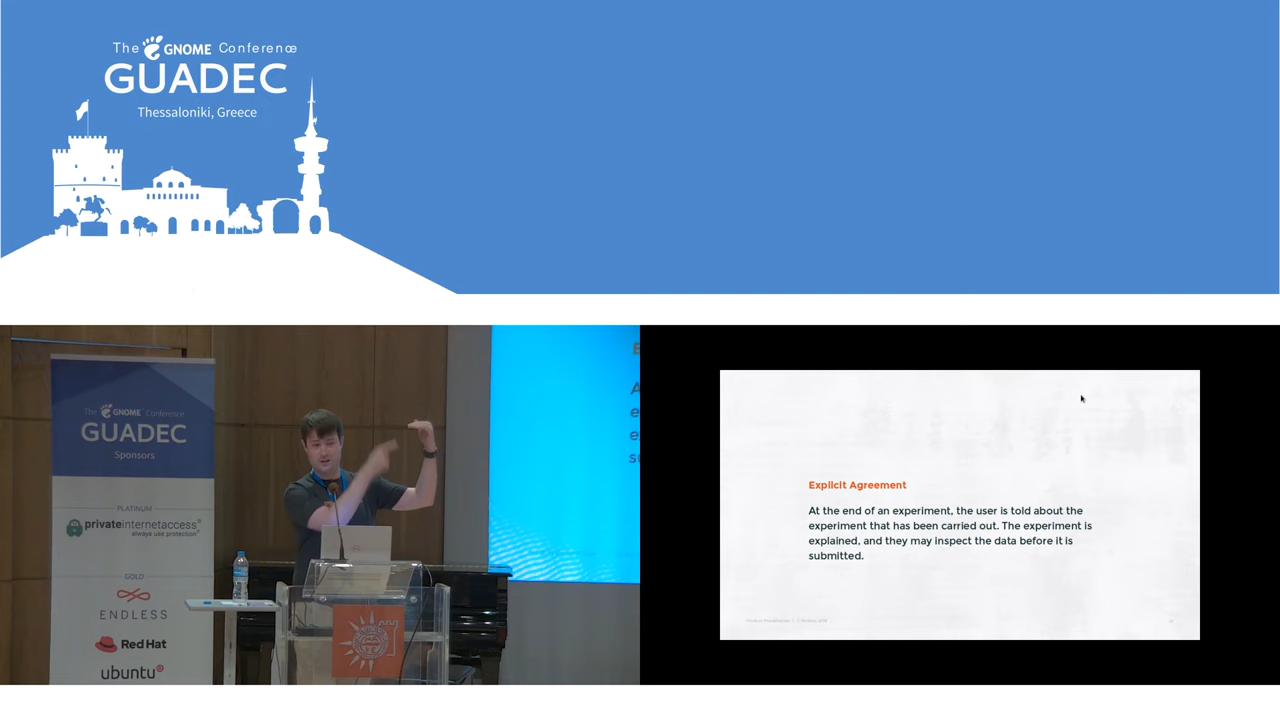 The GNOME Conference
GUADEC
Thessaloniki, Greece
The GNOME Conference
GUADEC
Sponsors
PLATINUM
privateinternetaccess®
always use protection®
GOLD
ENDLESS
Red Hat
ubuntu
E
A
e
e
s
Explicit Agreement
At the end of an experiment, the user is told about the
experiment that has been carried out. The experiment is
explained, and they may inspect the data before it is
submitted.